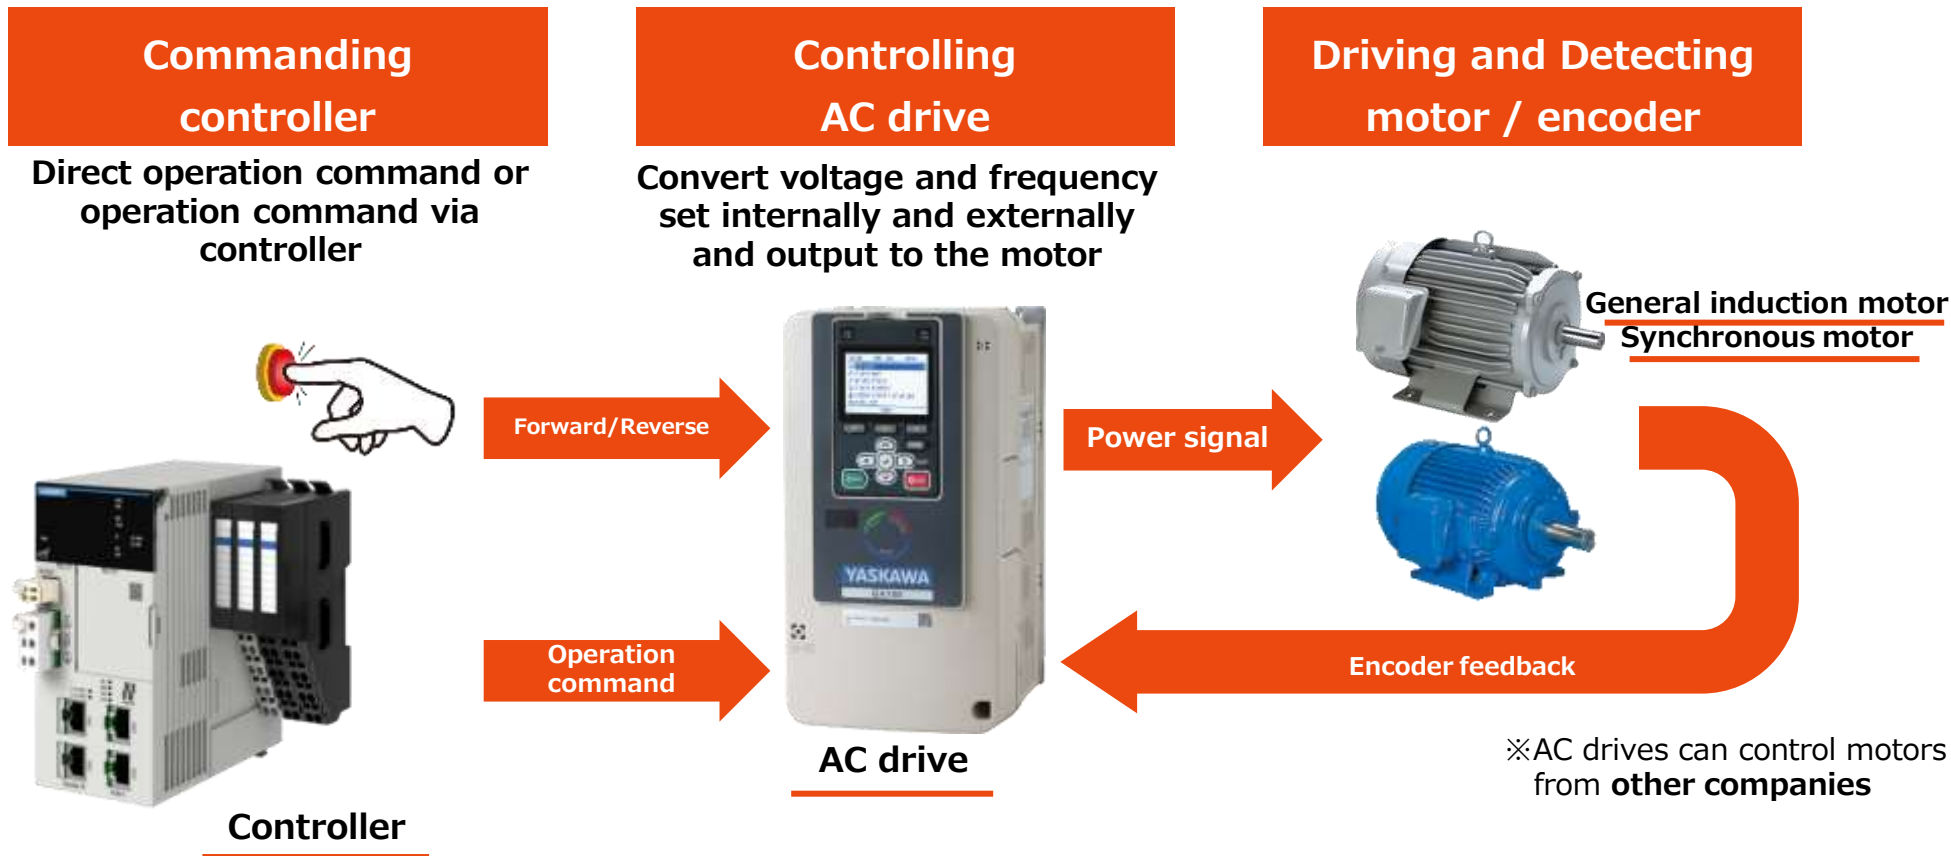 Commanding
controller
Direct operation command or
operation command via
controller
Controlling
AC drive
Convert voltage and frequency
set internally and externally
and output to the motor
Driving and Detecting
motor / encoder
General induction motor
Synchronous motor
Forward/Reverse
Power signal
YASKAWA
Operation
command
Encoder feedback
AC drive
Controller
※AC drives can control motors
from other companies